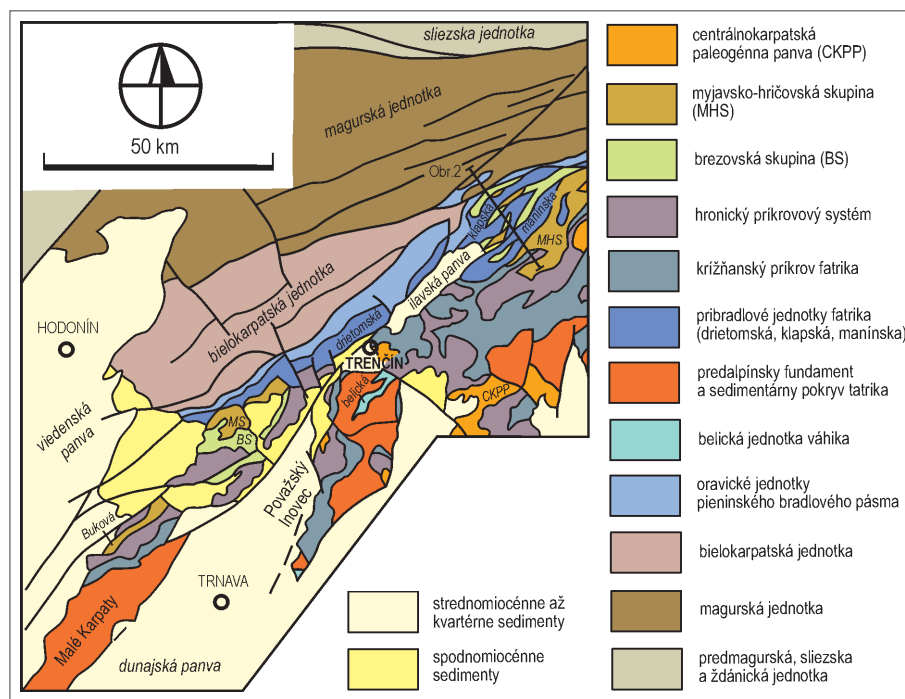 sliezska jednotka
magurská jednotka
50 km
Obr.2
klapská
manínska
MHS
ilavská panva
bielokarpatská jednotka
drietomská
HODONÍN
TRENČÍN
belická
CKPP
viedenská
panva
MS
BS
Považský
Inovec
Buková
TRNAVA
Malé Karpaty
dunajská panva
strednomiocénne až
kvartérne sedimenty
spodnomiocénne
sedimenty
centrálnokarpatská
paleogénna panva (CKPP)
myjavsko-hričovská skupina
(MHS)
brezovská skupina (BS)
hronický príkrovový systém
krížňanský príkrov fatrika
pribradlové jednotky fatrika
(drietomská, klapská, manínska)
predalpínsky fundament
a sedimentárny pokryv tatrika
belická jednotka váhika
oravické jednotky
pieninského bradlového pásma
bielokarpatská jednotka
magurská jednotka
predmagurská, sliezska
a ždánická jednotka